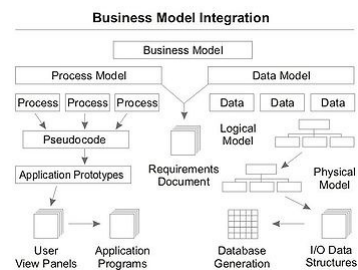 Business Model Integration
Business Model
Process Model
Data Model
Process
Process
Process
Data
Data
Data
Pseudocode
Logical
Model
Application Prototypes
Requirements
Document
Physical
Model
User
View Panels
Application
Programs
Database
Generation
I/O Data
Structures